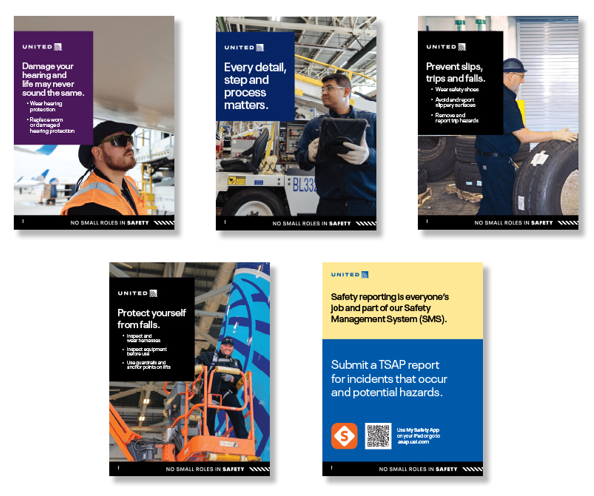 UNITED
Damage your
hearing and
life may never
sound the same.
• Wear hearing
protection
• Replace worn
or damaged
hearing protection
NO SMALL ROLES IN SAFETY
UNITED
Every detail,
step and
process
matters.
BL332
NO SMALL ROLES IN SAFETY
UNITED
Prevent slips,
trips and falls.
• Wear safety shoes
• Avoid and report
slippery surfaces
• Remove and
report trip hazards
NO SMALL ROLES IN SAFETY
UNITED
Protect yourself
from falls.
• Inspect and
wear harnesses
• Inspect equipment
before use
• Use guardrails and
anchor points on lifts
NO SMALL ROLES IN SAFETY
UNITED
Safety reporting is everyone's
job and part of our Safety
Management System (SMS).
Submit a TSAP report
for incidents that occur
and potential hazards.
S
Use My Safety App
on your iPad or go to
asap.ual.com
NO SMALL ROLES IN SAFETY